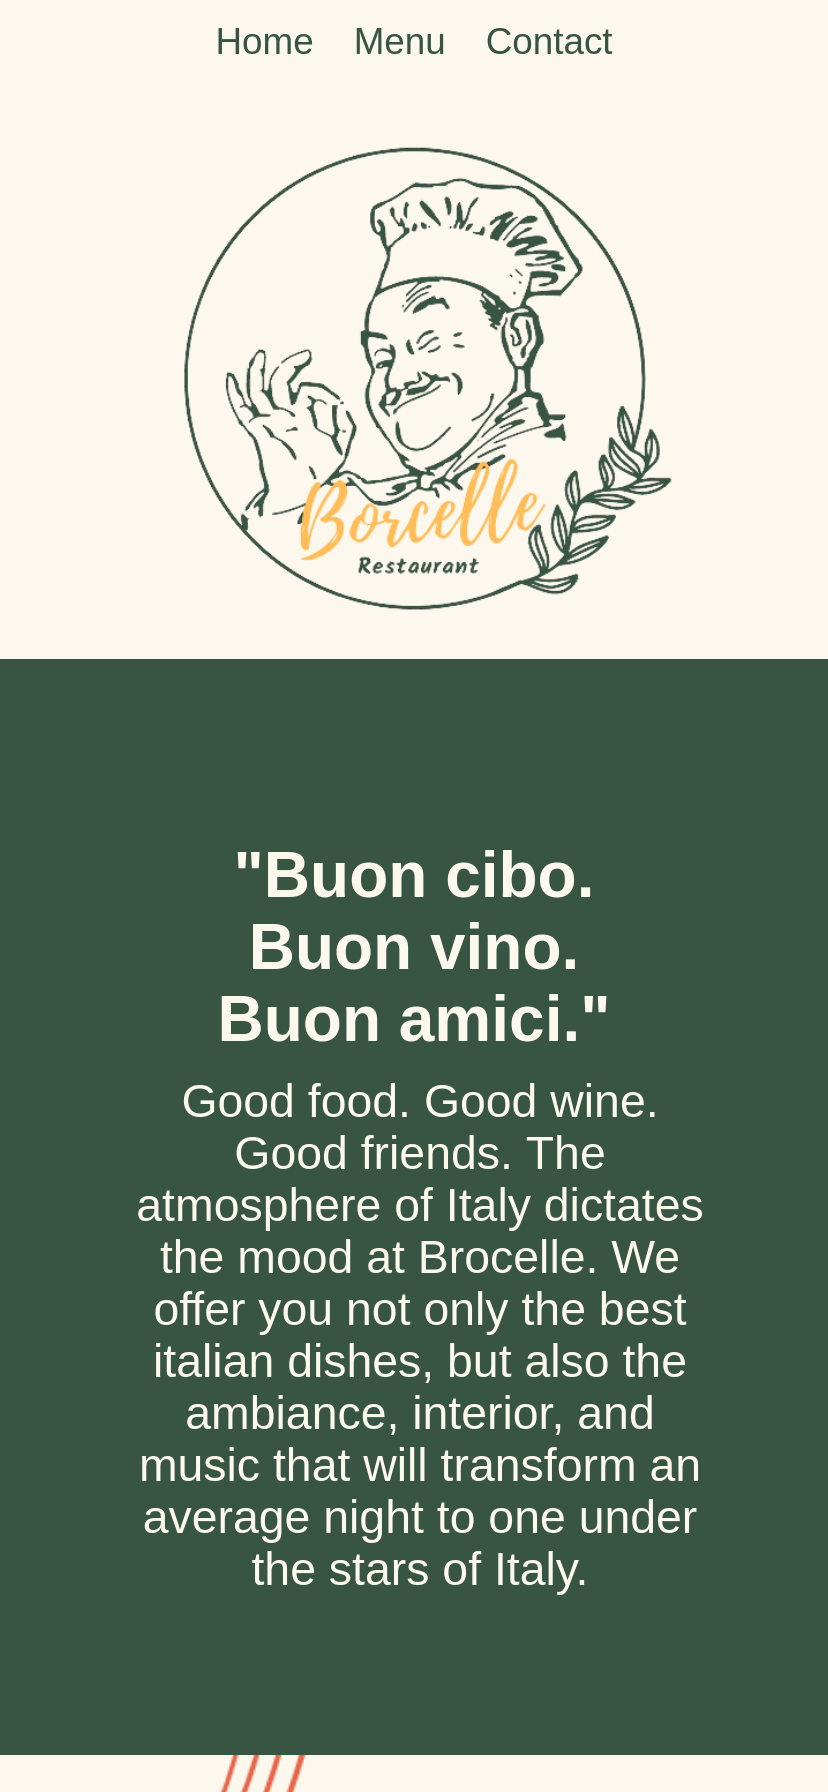 Home Menu Contact
Borcelle
Restaurant
"Buon cibo.
Buon vino.
Buon amici."
Good food. Good wine.
Good friends. The
atmosphere of Italy dictates
the mood at Brocelle. We
offer you not only the best
italian dishes, but also the
ambiance, interior, and
music that will transform an
average night to one under
the stars of Italy.